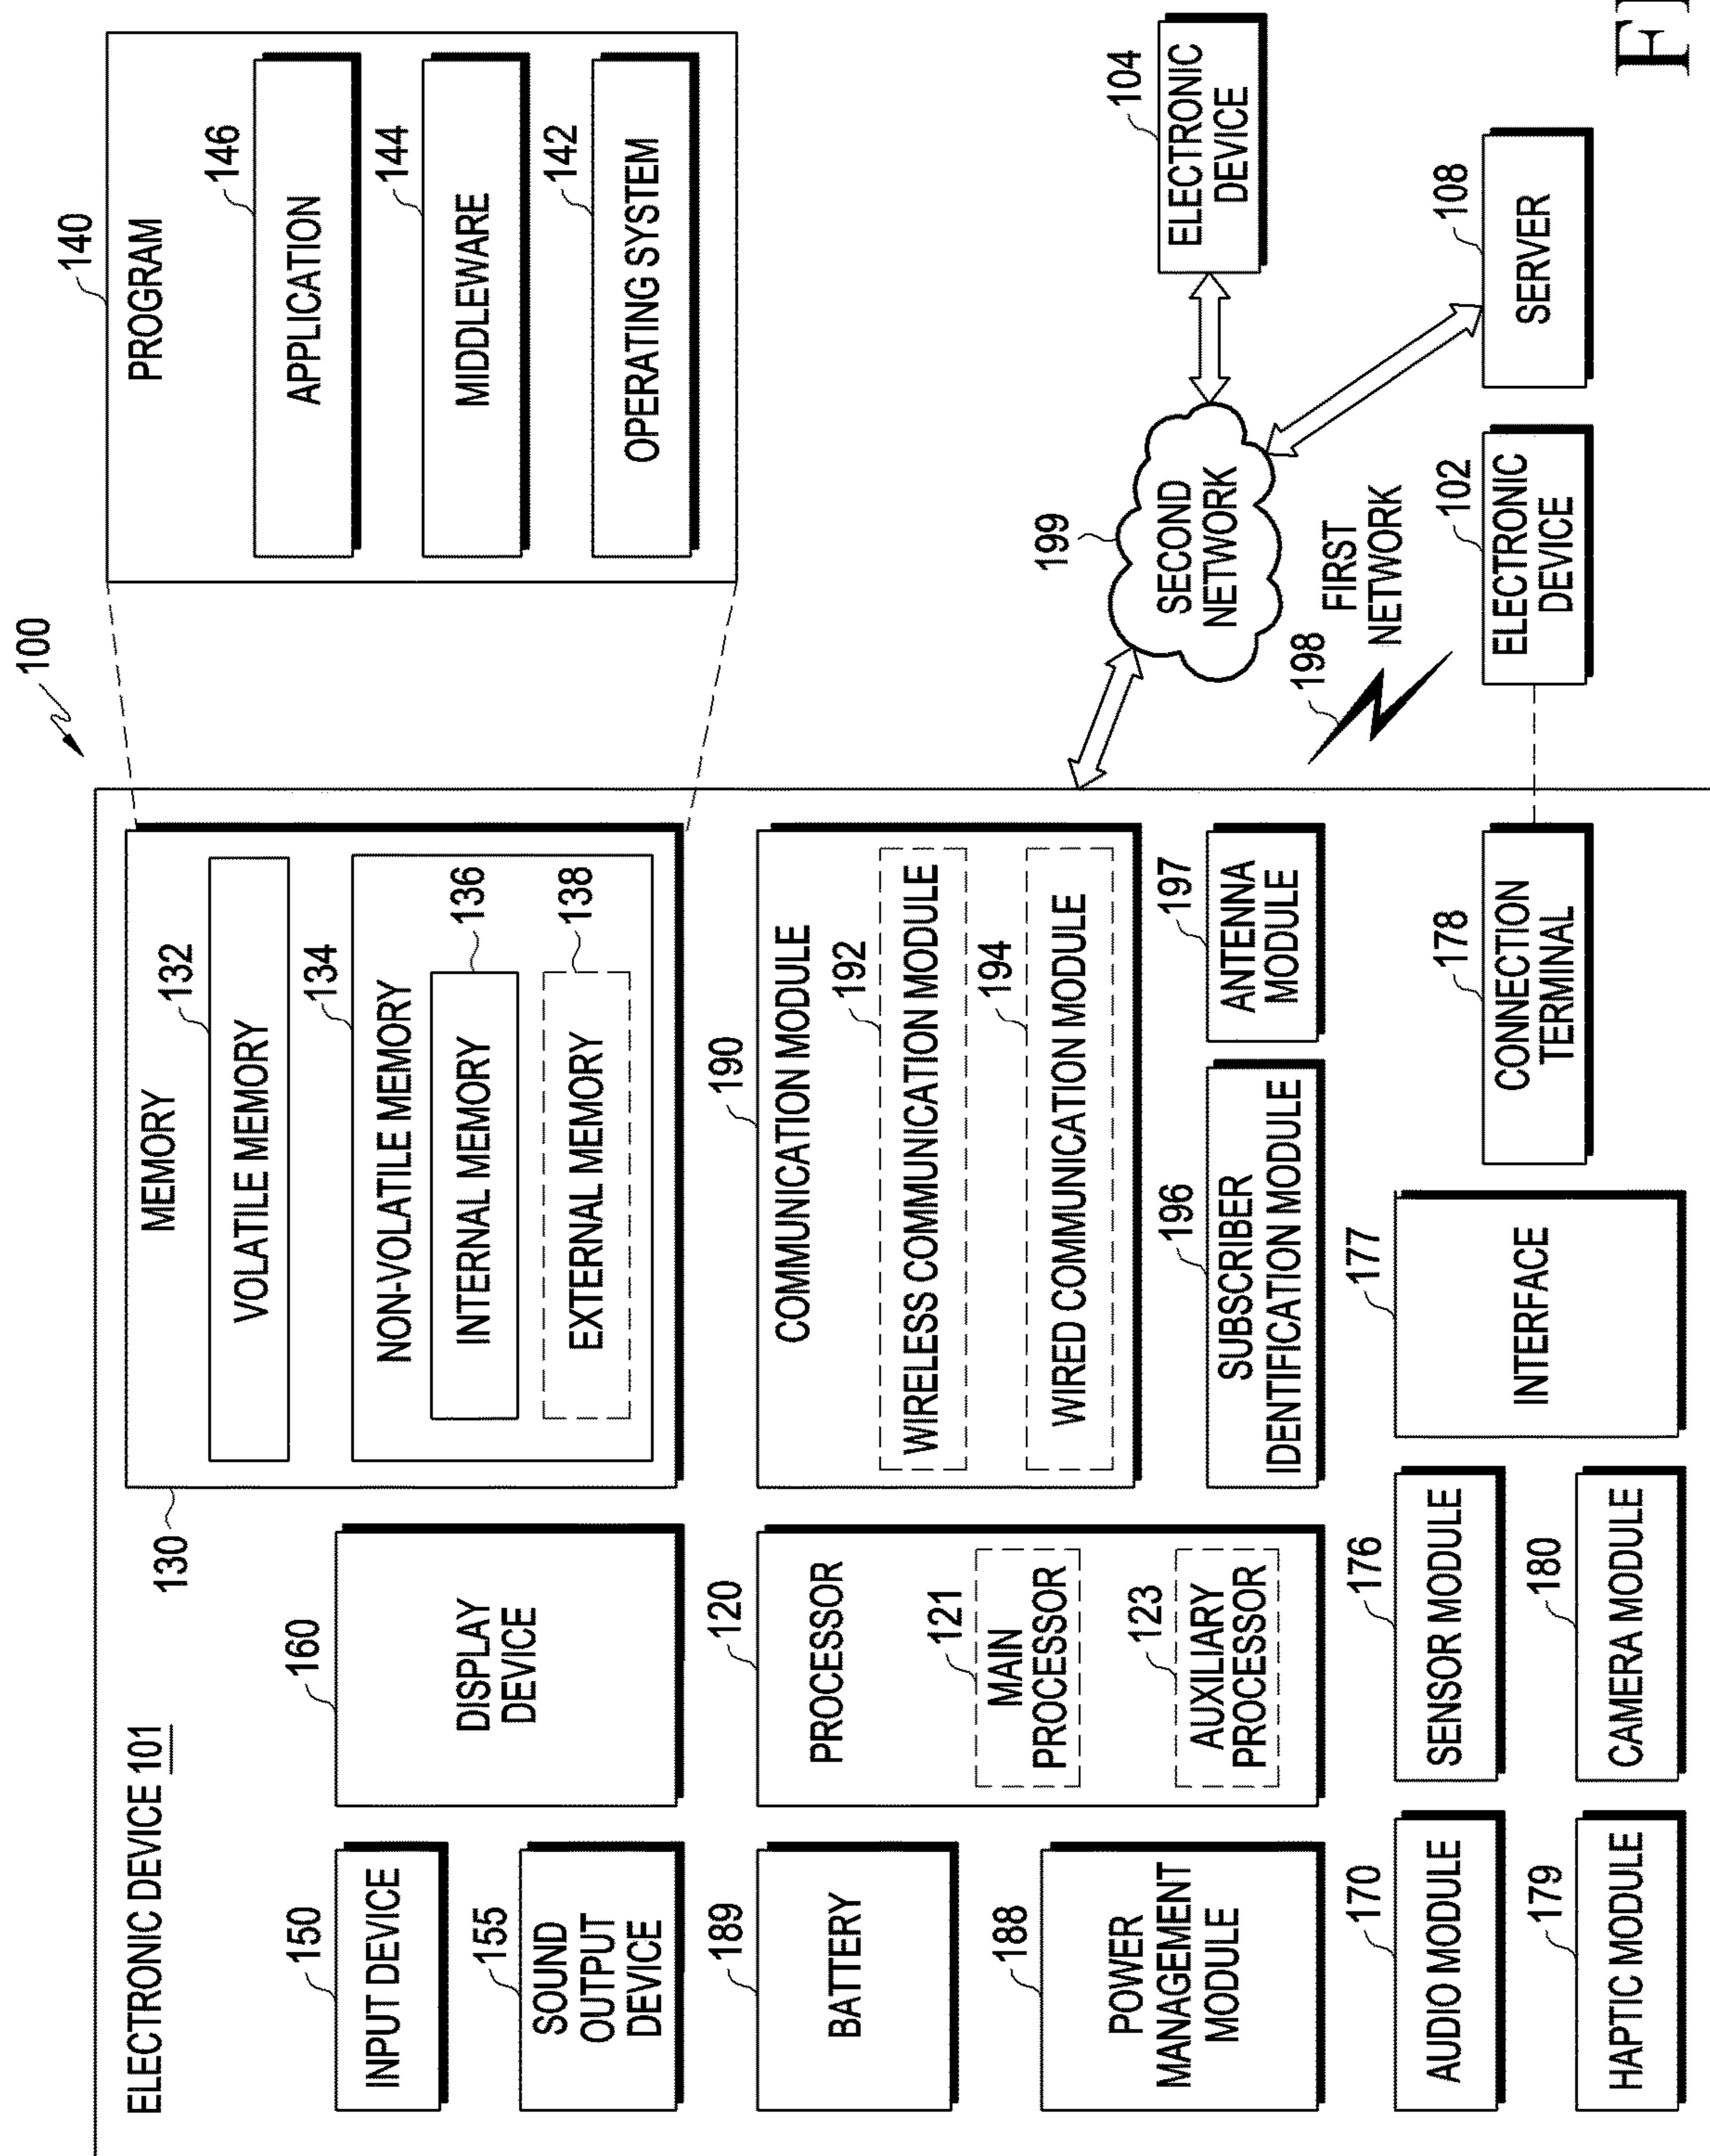 100
ELECTRONIC DEVICE 101
150
INPUT DEVICE
155
SOUND
OUTPUT
DEVICE
160
DISPLAY
DEVICE
130
MEMORY
132
VOLATILE MEMORY
134
NON-VOLATILE MEMORY
136
INTERNAL MEMORY
138
EXTERNAL MEMORY
140
PROGRAM
146
APPLICATION
144
MIDDLEWARE
142
OPERATING SYSTEM
189
BATTERY
188
POWER
MANAGEMENT
MODULE
120
PROCESSOR
121
MAIN
PROCESSOR
123
AUXILIARY
PROCESSOR
190
COMMUNICATION MODULE
192
WIRELESS COMMUNICATION MODULE
194
WIRED COMMUNICATION MODULE
196
SUBSCRIBER
IDENTIFICATION MODULE
197
ANTENNA
MODULE
199
SECOND
NETWORK
104
ELECTRONIC
DEVICE
198
FIRST
NETWORK
170
AUDIO MODULE
176
SENSOR MODULE
177
INTERFACE
178
CONNECTION
TERMINAL
102
ELECTRONIC
DEVICE
108
SERVER
179
HAPTIC MODULE
180
CAMERA MODULE